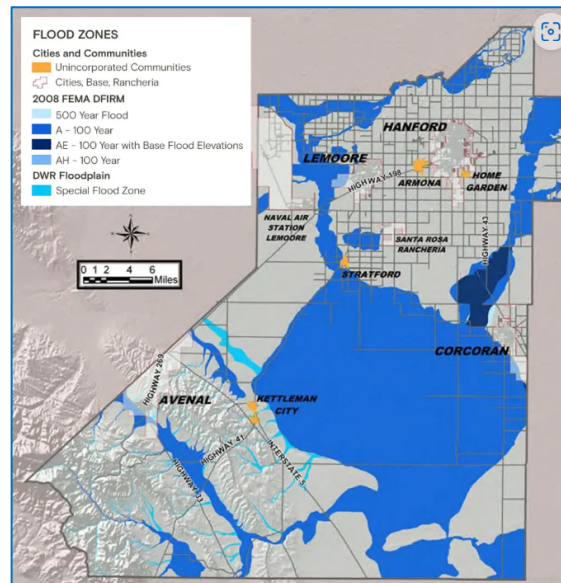 FLOOD ZONES
Cities and Communities
Unincorporated Communities
Cities, Base, Rancheria
2008 FEMA DFIRM
500 Year Flood
A - 100 Year
AE - 100 Year with Base Flood Elevations
AH - 100 Year
DWR Floodplain
Special Flood Zone
0 1 2 4 6
Miles
HANFORD
LEMOORE
ARMONA
HOME
GARDEN
HIGHWAY 198
HIGHWAY 43
NAVAL AIR
STATION
LEMOORE
SANTA ROSA
RANCHERIA
STRATFORD
CORCORAN
HIGHWAY 269
AVENAL
KETTLEMAN
CITY
HIGHWAY 41
INTERSTATE 5
HIGHWAY 33